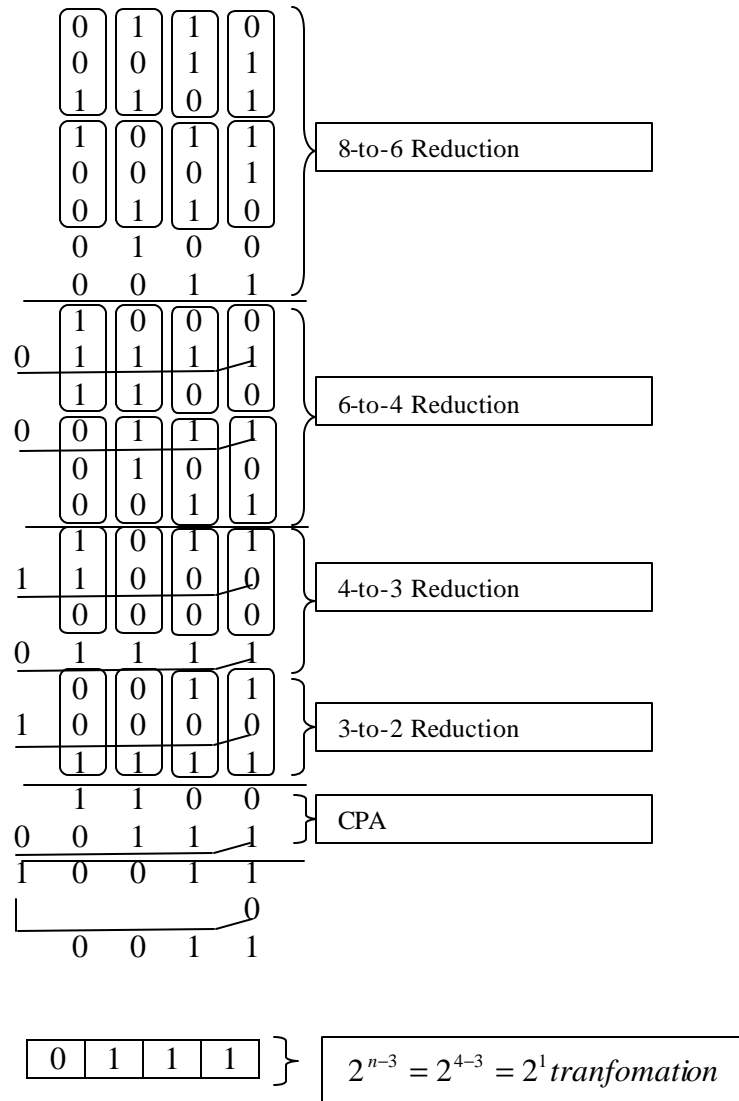 0 1 1 0
0 0 1 1
1 1 0 1
1 0 1 1
8-to-6 Reduction
0 0 0 1
0 1 1 0
0 1 0 0
0 0 1 1
1 0 0 0
0 1 1 1 1
1 1 0 0
6-to-4 Reduction
0 0 1 1 1
0 1 0 0
0 0 1 1
1 0 1 1
1 1 0 0 0
4-to-3 Reduction
0 0 0 0
0 1 1 1 1
0 0 1 1
1 0 0 0 0
3-to-2 Reduction
1 1 1 1
1 1 0 0
CPA
0 0 1 1 1
1 0 0 1 1
0
0 0 1 1
0 1 1 1
2^{n-3} = 2^{4-3} = 2^1 tranfomation